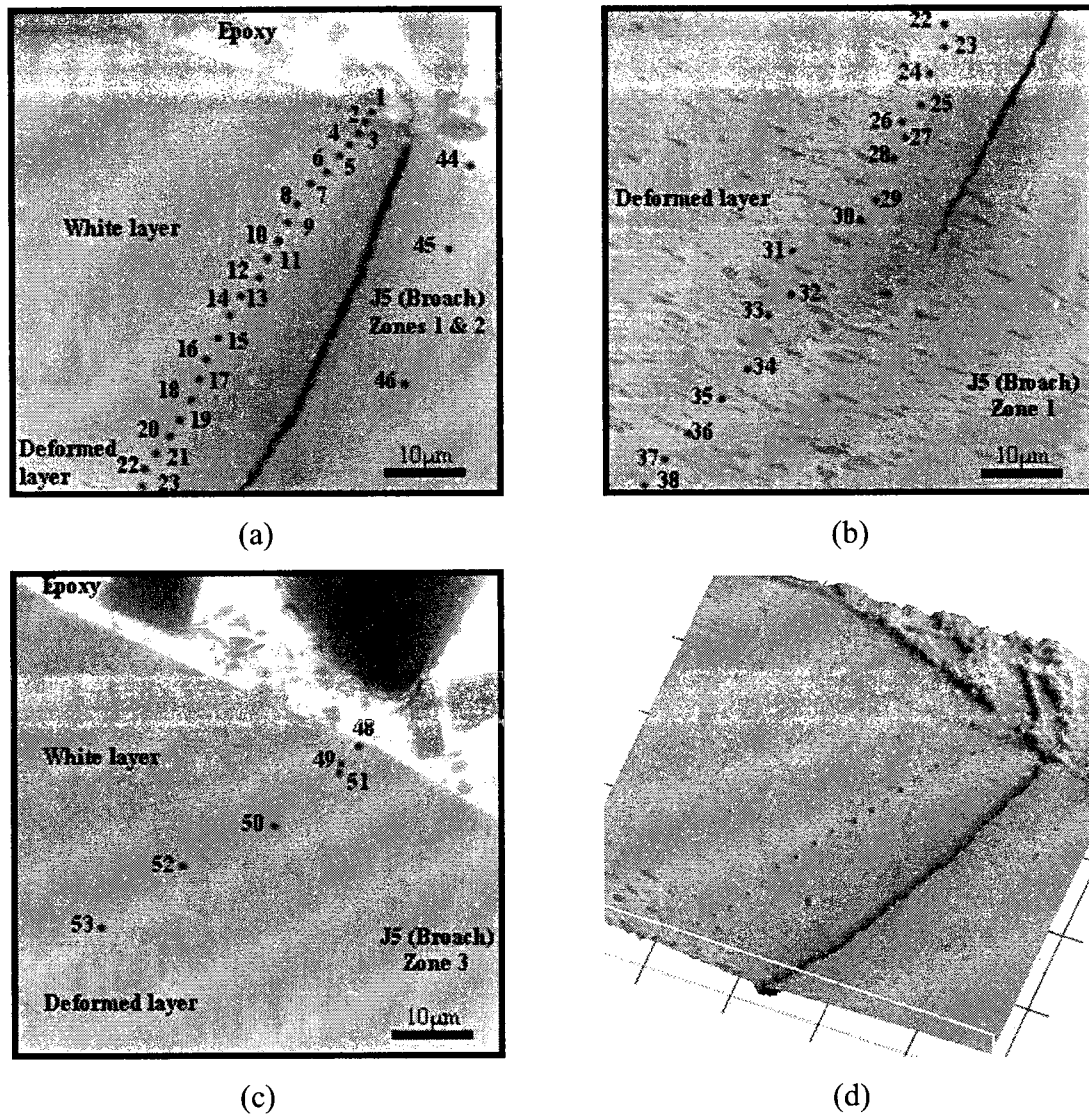 Epoxy
1
2
3
4
5
6
7
8
9
10
11
12
13
14
15
16
17
18
19
20
21
22
23
44
45
46
White layer
J5 (Broach)
Zones 1 & 2
Deformed
layer
10µm
(a)
22
23
24
25
26
27
28
29
30
31
32
33
34
35
36
37
38
Deformed layer
J5 (Broach)
Zone 1
10µm
(b)
Epoxy
48
49
51
50
52
53
White layer
J5 (Broach)
Zone 3
Deformed layer
10µm
(c)
(d)